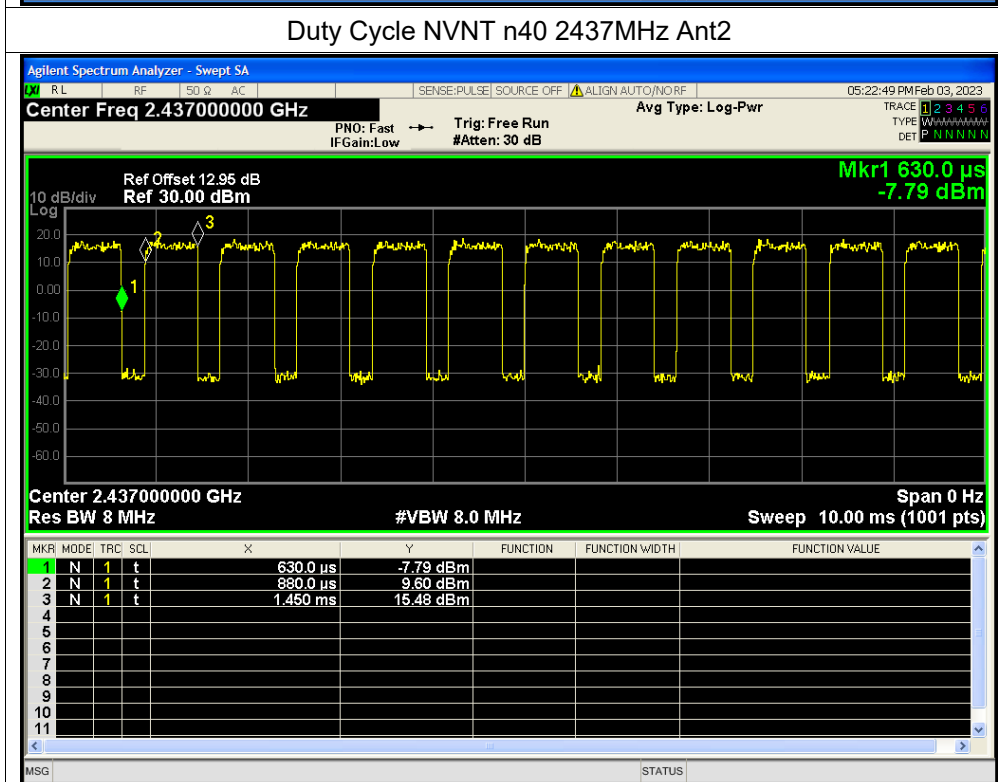 Duty Cycle NVNT n40 2437MHz Ant2
Agilent Spectrum Analyzer - Swept SA
LXI RL RF 50 Ω AC SENSE:PULSE SOURCE OFF ALIGN AUTO/NO RF 05:22:49 PM Feb 03, 2023
Center Freq 2.437000000 GHz Avg Type: Log-Pwr TRACE 1 2 3 4 5 6
PNO: Fast Trig: Free Run TYPE
IFGain:Low #Atten: 30 dB DET P N N N N N
Mkr1 630.0 µs
Ref Offset 12.95 dB
10 dB/div Ref 30.00 dBm -7.79 dBm
Log
20.0
10.0
0.00
-10.0
-20.0
-30.0
-40.0
-50.0
-60.0
1
2
3
Center 2.437000000 GHz Span 0 Hz
Res BW 8 MHz #VBW 8.0 MHz Sweep 10.00 ms (1001 pts)
MKR MODE TRC SCL X Y FUNCTION FUNCTION WIDTH FUNCTION VALUE
1 N 1 t 630.0 µs -7.79 dBm
2 N 1 t 880.0 µs 9.60 dBm
3 N 1 t 1.450 ms 15.48 dBm
4
5
6
7
8
9
10
11
MSG STATUS